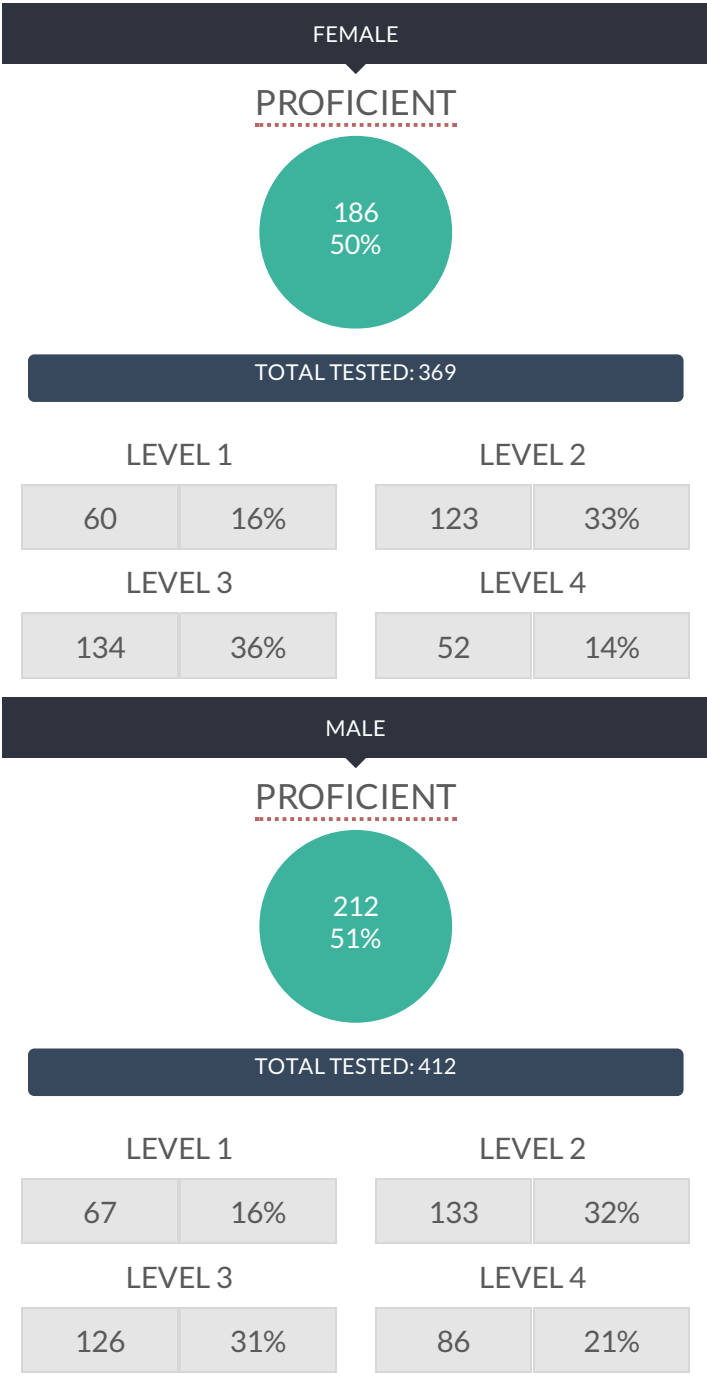 FEMALE
PROFICIENT
186
50%
TOTAL TESTED: 369
LEVEL 1 LEVEL 2
60 16% 123 33%
LEVEL 3 LEVEL 4
134 36% 52 14%
MALE
PROFICIENT
212
51%
TOTAL TESTED: 412
LEVEL 1 LEVEL 2
67 16% 133 32%
LEVEL 3 LEVEL 4
126 31% 86 21%